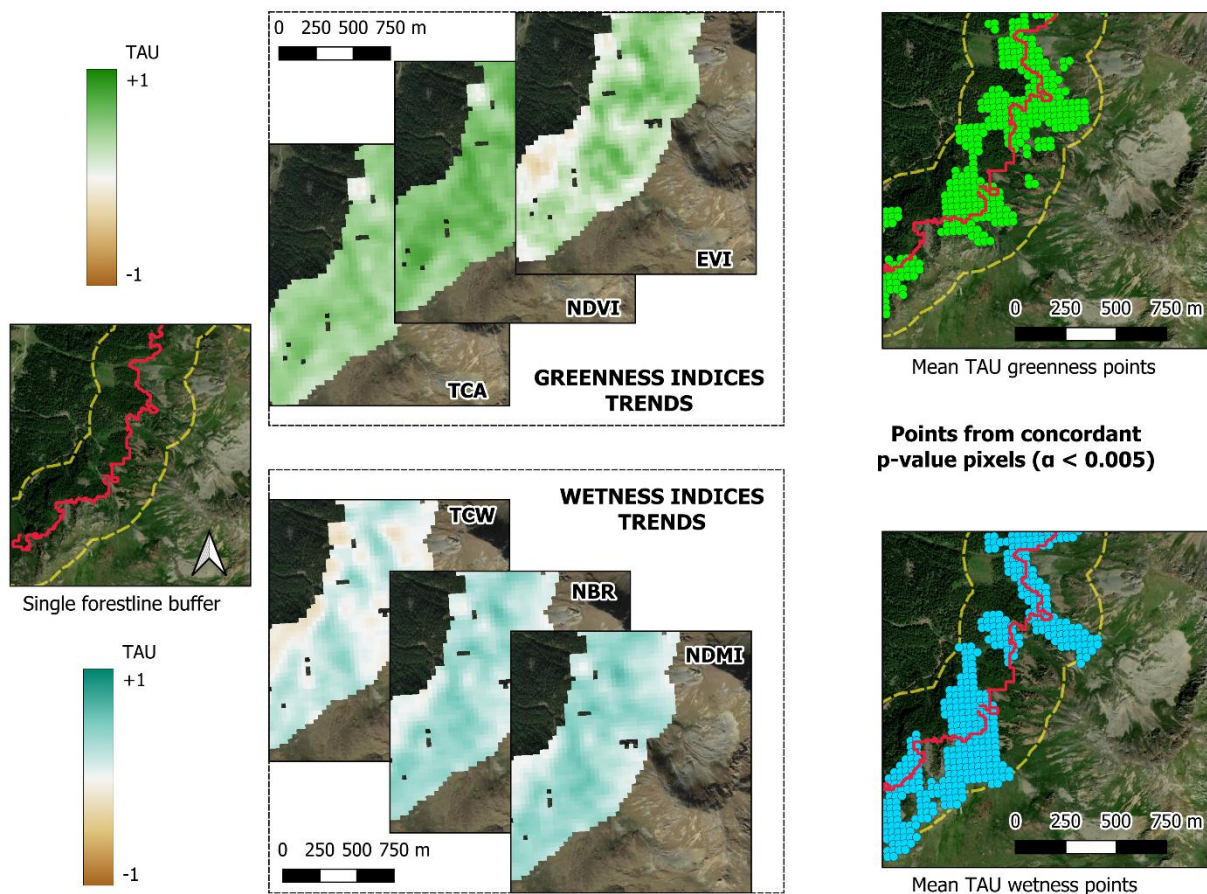 TAU
+1
-1
Single forestline buffer
TAU
+1
-1
0 250 500 750 m
TCA
NDVI
EVI
GREENNESS INDICES
TRENDS
WETNESS INDICES
TRENDS
TCW
NBR
NDMI
0 250 500 750 m
0 250 500 750 m
Mean TAU greenness points
Points from concordant
p-value pixels (α < 0.005)
0 250 500 750 m
Mean TAU wetness points